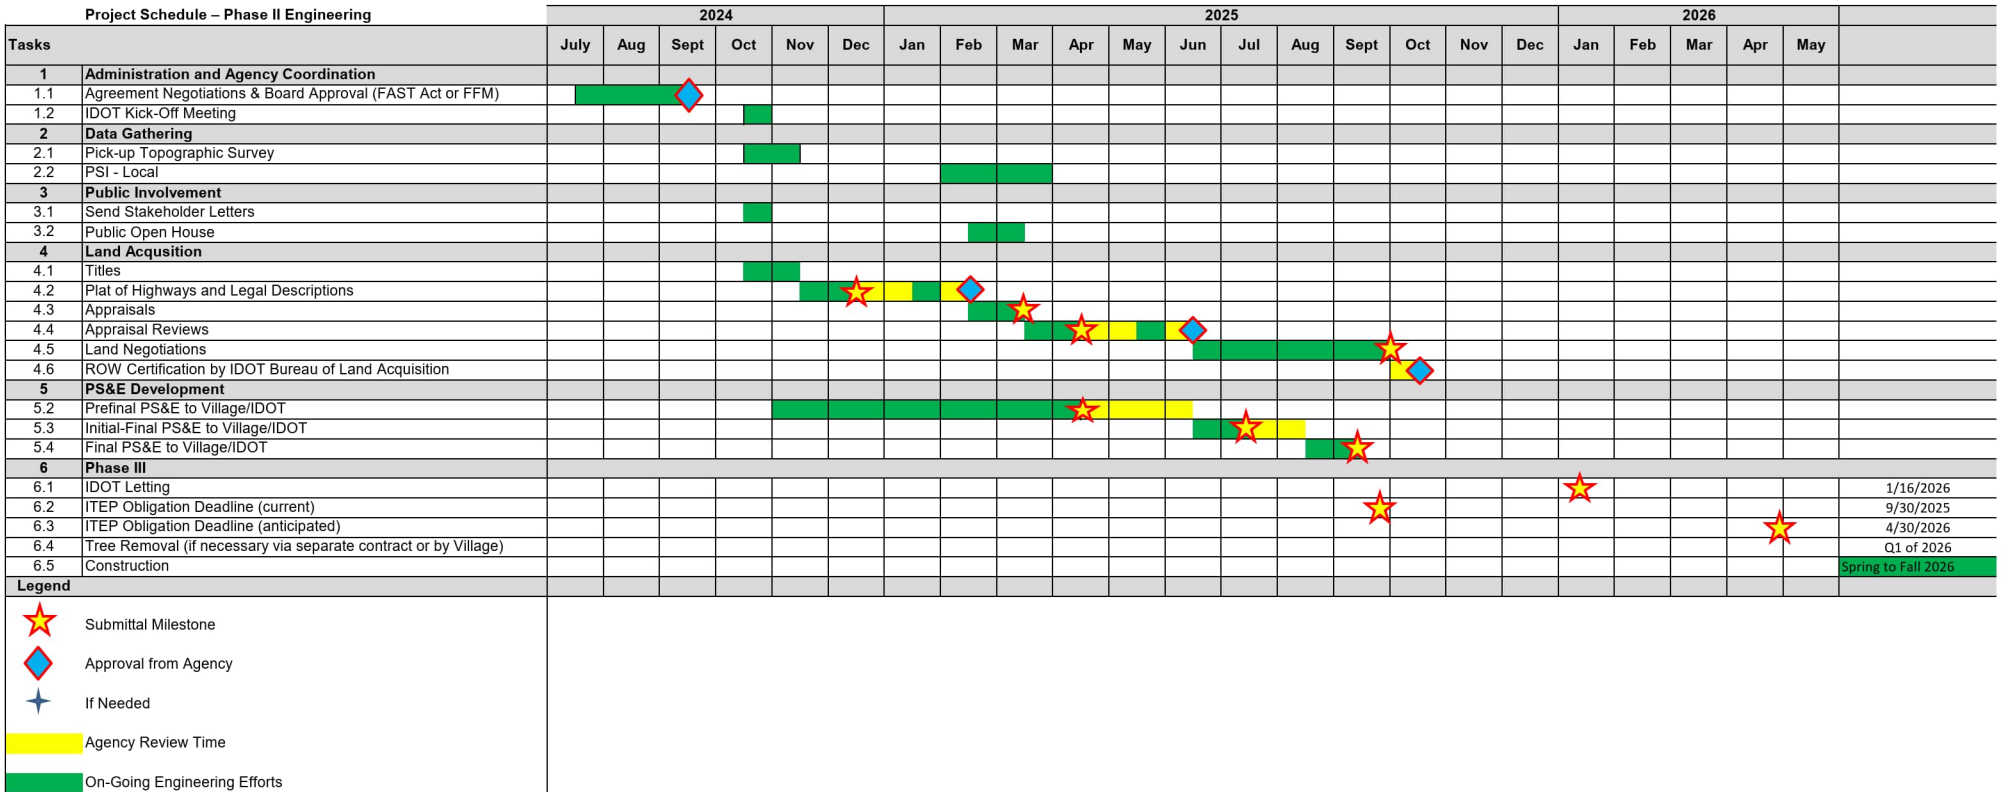 Project Schedule – Phase II Engineering 2024 2025 2026
Tasks July Aug Sept Oct Nov Dec Jan Feb Mar Apr May Jun Jul Aug Sept Oct Nov Dec Jan Feb Mar Apr May
1 Administration and Agency Coordination
1.1 Agreement Negotiations & Board Approval (FAST Act or FFM)
1.2 IDOT Kick-Off Meeting
2 Data Gathering
2.1 Pick-up Topographic Survey
2.2 PSI - Local
3 Public Involvement
3.1 Send Stakeholder Letters
3.2 Public Open House
4 Land Acqusition
4.1 Titles
4.2 Plat of Highways and Legal Descriptions
4.3 Appraisals
4.4 Appraisal Reviews
4.5 Land Negotiations
4.6 ROW Certification by IDOT Bureau of Land Acquisition
5 PS&E Development
5.2 Prefinal PS&E to Village/IDOT
5.3 Initial-Final PS&E to Village/IDOT
5.4 Final PS&E to Village/IDOT
6 Phase III
6.1 IDOT Letting 1/16/2026
6.2 ITEP Obligation Deadline (current) 9/30/2025
6.3 ITEP Obligation Deadline (anticipated) 4/30/2026
6.4 Tree Removal (if necessary via separate contract or by Village) Q1 of 2026
6.5 Construction Spring to Fall 2026
Legend
Submittal Milestone
Approval from Agency
If Needed
Agency Review Time
On-Going Engineering Efforts